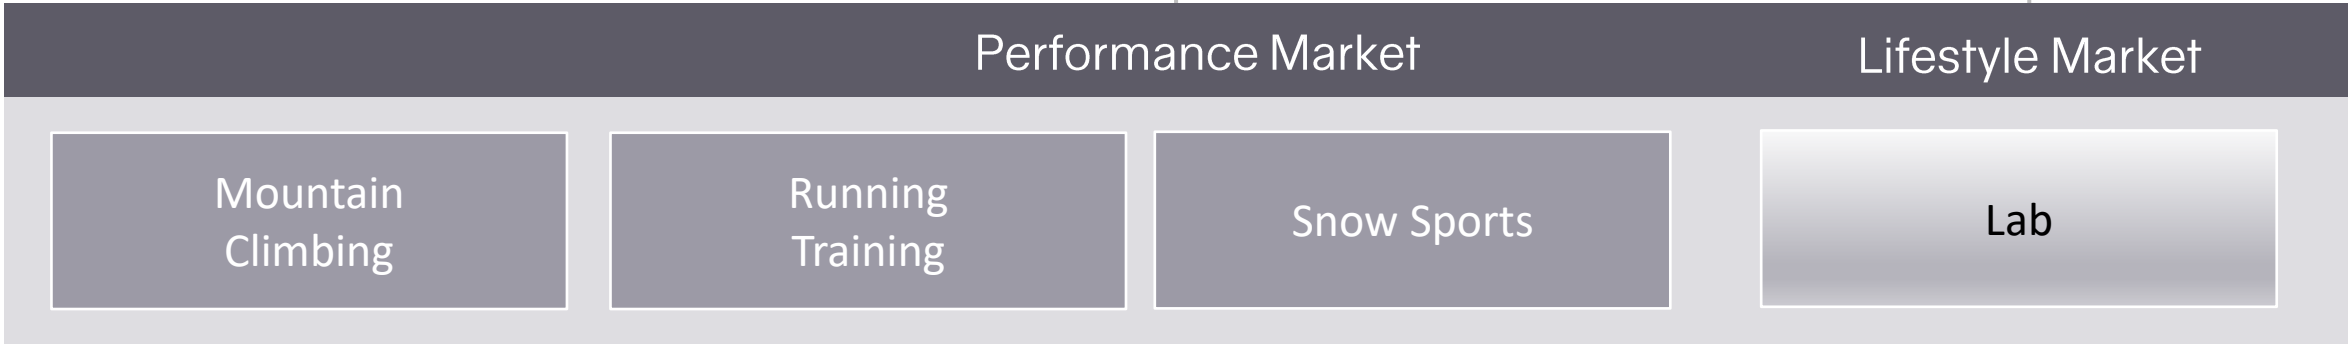 Performance Market
Lifestyle Market
Mountain
Climbing
Running
Training
Snow Sports
Lab